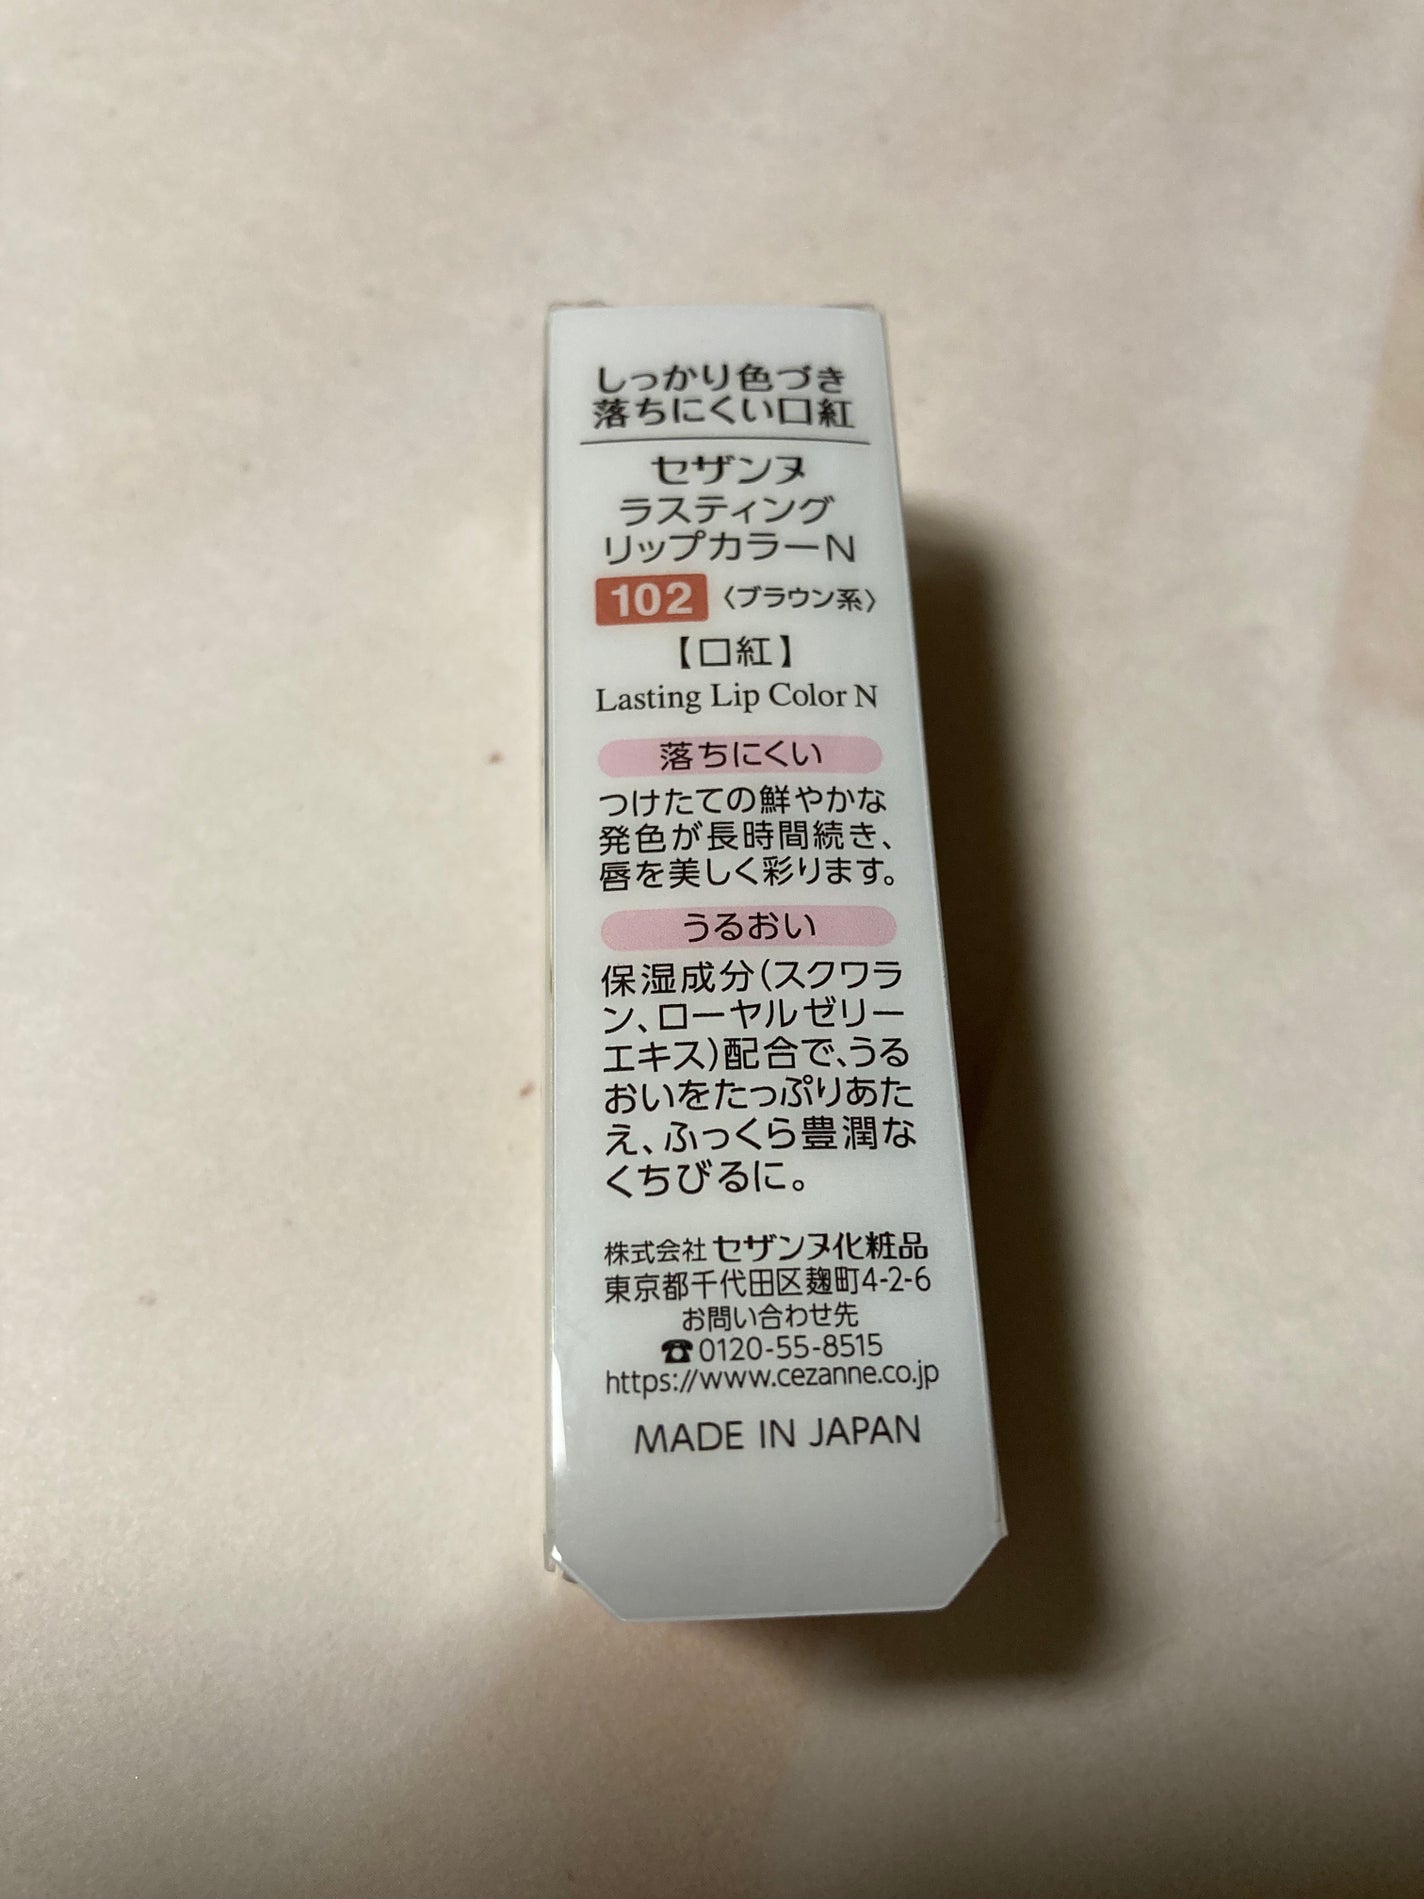 しっかり色づき
落ちにくい口紅
セザンヌ
ラスティング
リップカラーN
102 〈ブラウン系〉
【口紅】
Lasting Lip Color N
落ちにくい
つけたての鮮やかな
発色が長時間続き、
唇を美しく彩ります。
うるおい
保湿成分(スクワラ
ン、ローヤルゼリー
エキス)配合で、うる
おいをたっぷりあた
え、ふっくら豊潤な
くちびるに。
株式会社 セザンヌ化粧品
東京都千代田区麹町4-2-6
お問い合わせ先
☎0120-55-8515
https://www.cezanne.co.jp
MADE IN JAPAN